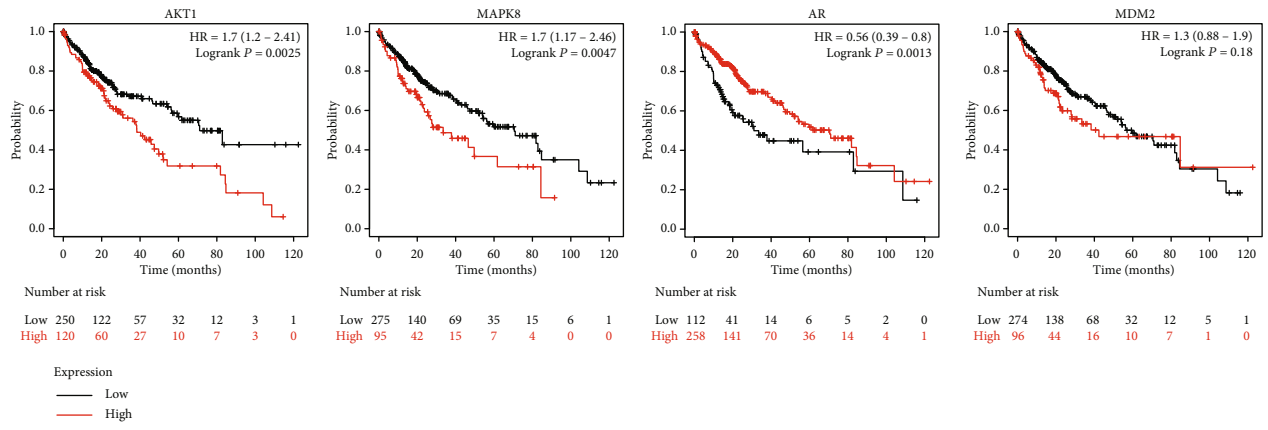 AKT1
HR = 1.7 (1.2 – 2.41)
Logrank P = 0.0025
Probability
1.0
0.8
0.6
0.4
0.2
0.0
0 20 40 60 80 100 120
Time (months)
Number at risk
Low 250 122 57 32 12 3 1
High 120 60 27 10 7 3 0
MAPK8
HR = 1.7 (1.17 – 2.46)
Logrank P = 0.0047
Probability
1.0
0.8
0.6
0.4
0.2
0.0
0 20 40 60 80 100 120
Time (months)
Number at risk
Low 275 140 69 35 15 6 1
High 95 42 15 7 4 0 0
AR
HR = 0.56 (0.39 – 0.8)
Logrank P = 0.0013
Probability
1.0
0.8
0.6
0.4
0.2
0.0
0 20 40 60 80 100 120
Time (months)
Number at risk
Low 112 41 14 6 5 2 0
High 258 141 70 36 14 4 1
MDM2
HR = 1.3 (0.88 – 1.9)
Logrank P = 0.18
Probability
1.0
0.8
0.6
0.4
0.2
0.0
0 20 40 60 80 100 120
Time (months)
Number at risk
Low 274 138 68 32 12 5 1
High 96 44 16 10 7 1 0
Expression
Low
High